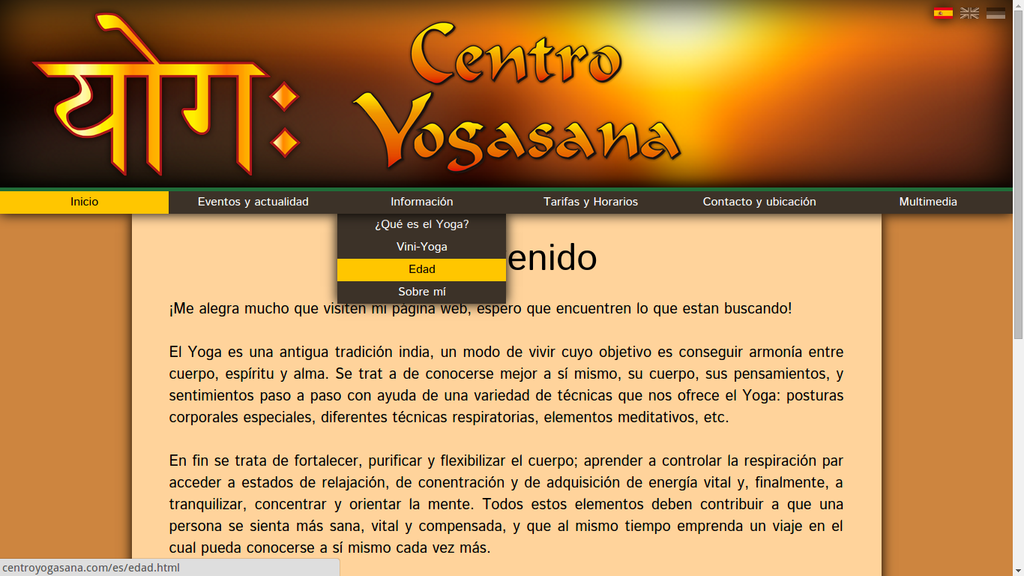 योगः
Centro
Yogasana
Inicio
Eventos y actualidad
Información
Tarifas y Horarios
Contacto y ubicación
Multimedia
¿Qué es el Yoga?
Vini-Yoga
Edad
Sobre mí
enido
¡Me alegra mucho que visiten mi página web, espero que encuentren lo que estan buscando!
El Yoga es una antigua tradición india, un modo de vivir cuyo objetivo es conseguir armonía entre
cuerpo, espíritu y alma. Se trat a de conocerse mejor a sí mismo, su cuerpo, sus pensamientos, y
sentimientos paso a paso con ayuda de una variedad de técnicas que nos ofrece el Yoga: posturas
corporales especiales, diferentes técnicas respiratorias, elementos meditativos, etc.
En fin se trata de fortalecer, purificar y flexibilizar el cuerpo; aprender a controlar la respiración par
acceder a estados de relajación, de conentración y de adquisición de energía vital y, finalmente, a
tranquilizar, concentrar y orientar la mente. Todos estos elementos deben contribuir a que una
persona se sienta más sana, vital y compensada, y que al mismo tiempo emprenda un viaje en el
cual pueda conocerse a sí mismo cada vez más.
centroyogasana.com/es/edad.html